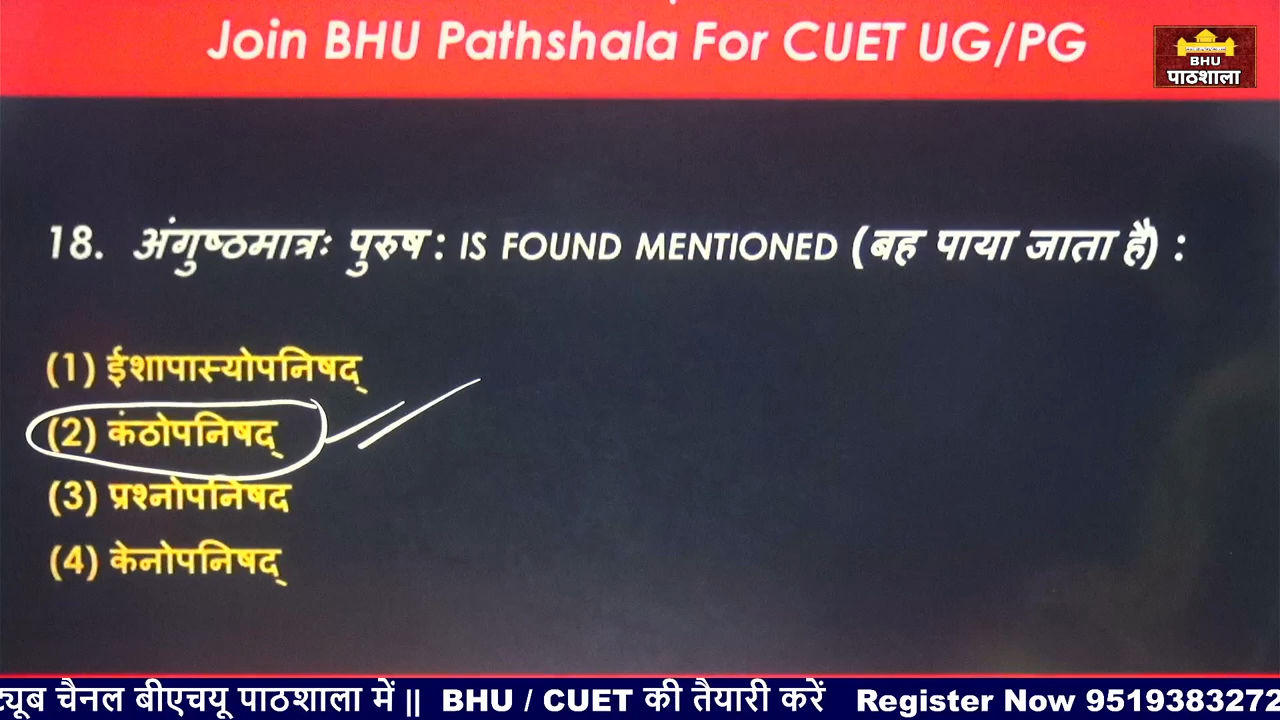 Join BHU Pathshala For CUET UG/PG
BHU
पाठशाला
18. अंगुष्ठमात्रः पुरुष : IS FOUND MENTIONED (बह पाया जाता है) :
(1) ईशापास्योपनिषद्
(2) कंठोपनिषद्
(3) प्रश्नोपनिषद
(4) केनोपनिषद्
ट्यूब चैनल बीएचयू पाठशाला में || BHU / CUET की तैयारी करें Register Now 9519383272